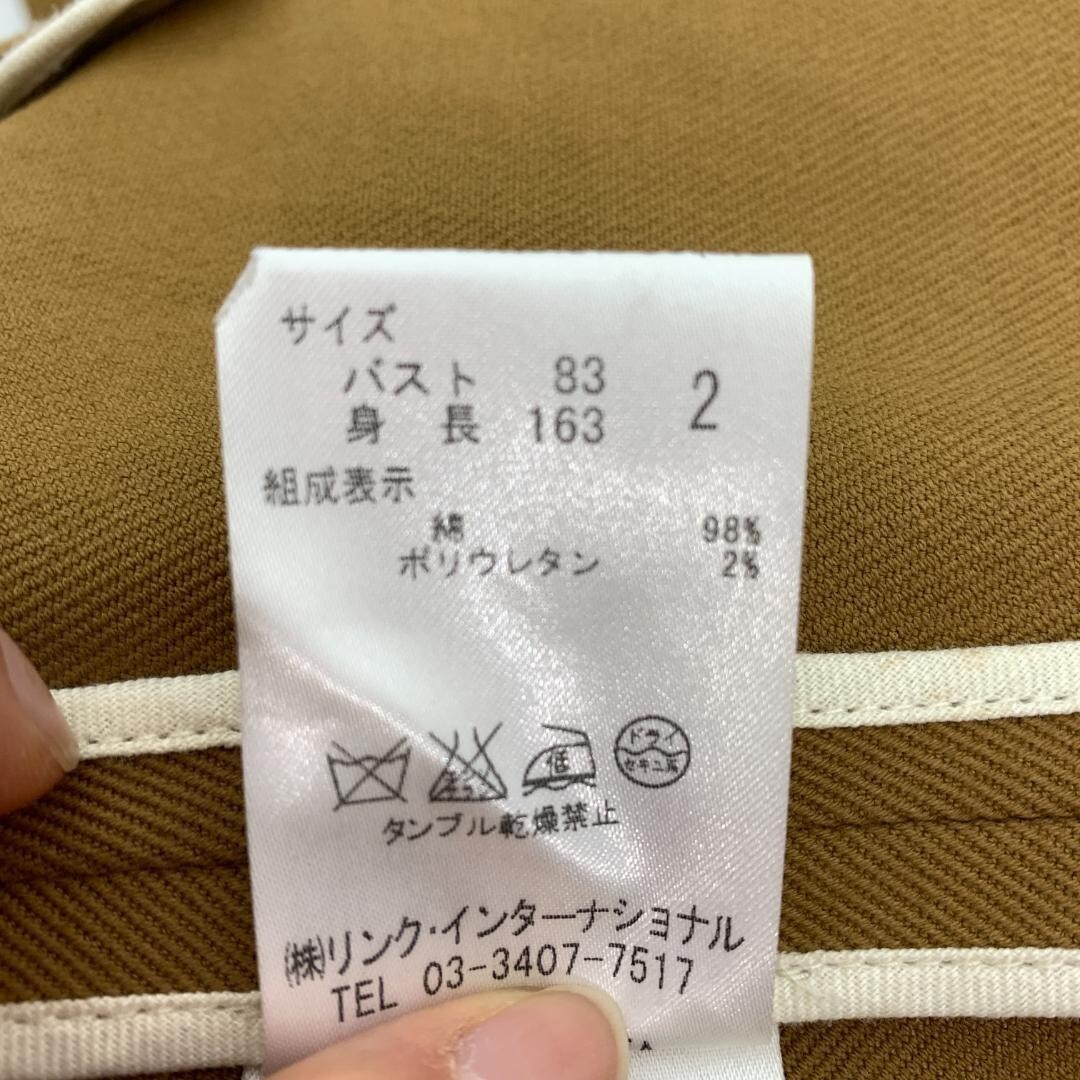 サイズ
バスト 83 2
身長 163
組成表示
綿 98%
ポリウレタン 2%
低 ドライ セキユ系
タンブル乾燥禁止
㈱リンク・インターナショナル
TEL 03-3407-7517